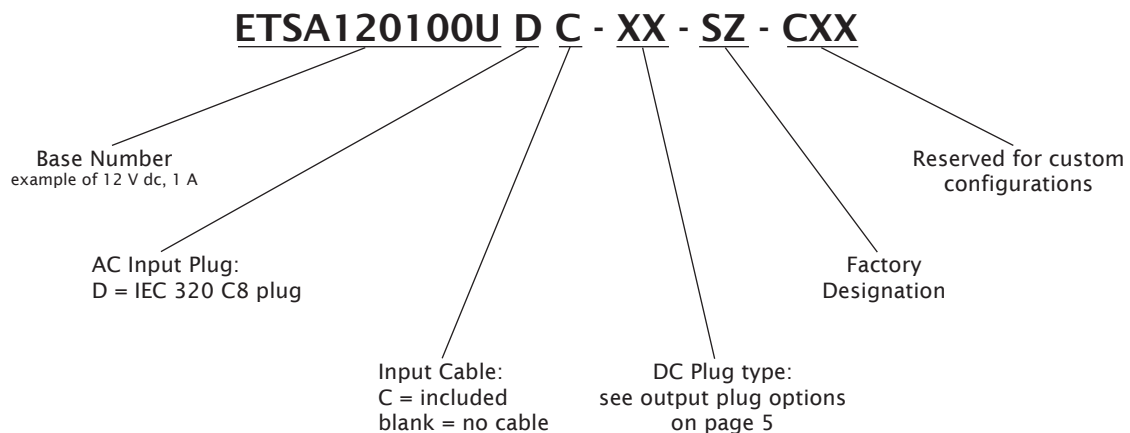 ETSA120100U D C - XX - SZ - CXX
Base Number
example of 12 V dc, 1 A
Reserved for custom
configurations
AC Input Plug:
D = IEC 320 C8 plug
Factory
Designation
Input Cable:
C = included
blank = no cable
DC Plug type:
see output plug options
on page 5